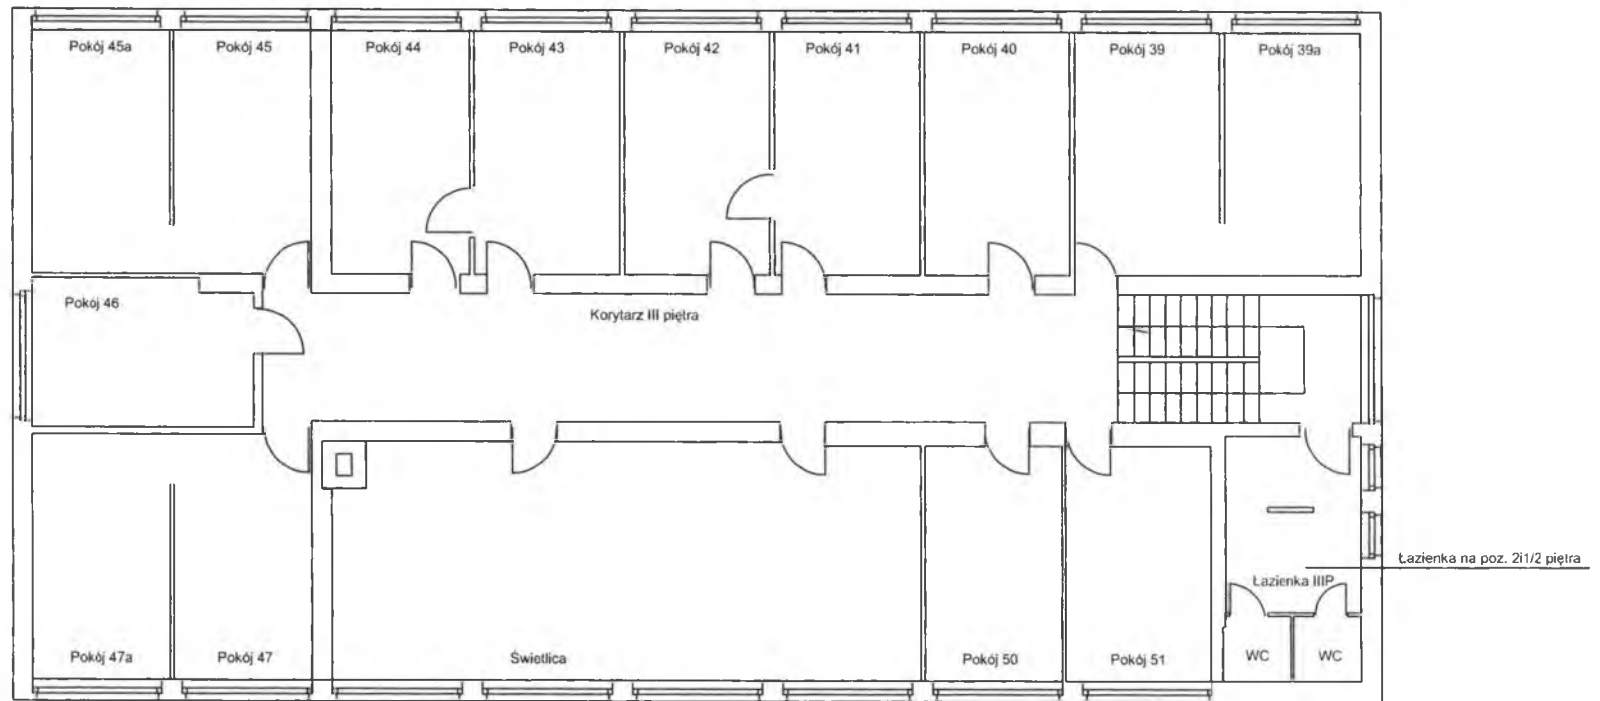 Pokój 45a
Pokój 45
Pokój 44
Pokój 43
Pokój 42
Pokój 41
Pokój 40
Pokój 39
Pokój 39a
Pokój 46
Korytarz III piętra
Łazienka na poz. 2i1/2 piętra
Łazienka IIIP
Pokój 47a
Pokój 47
Świetlica
Pokój 50
Pokój 51
WC
WC